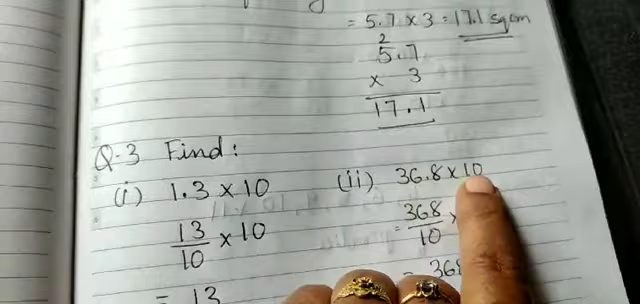 = 5.7 × 3 = 17.1 sq cm
2
5.7
× 3
17.1
Q-3 Find:
(i) 1.3 × 10
(ii) 36.8 × 10
13/10 × 10
= 368/10 ×
= 13
= 368